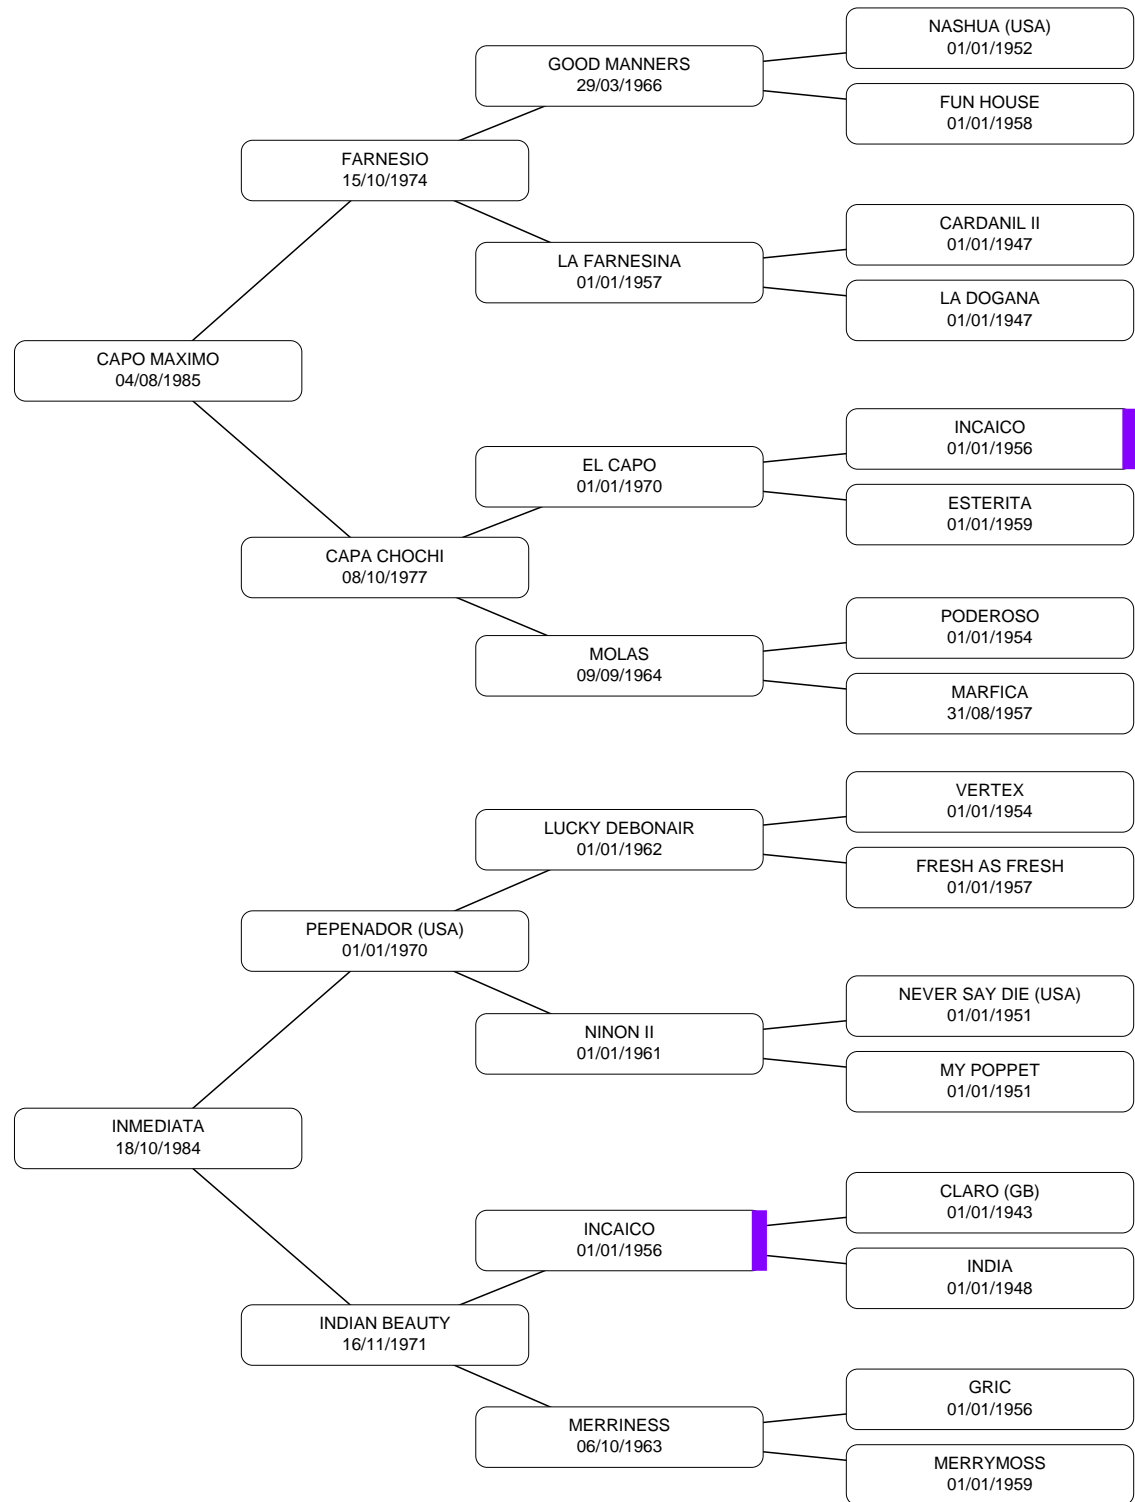 NASHUA (USA)
01/01/1952
GOOD MANNERS
29/03/1966
FUN HOUSE
01/01/1958
FARNESIO
15/10/1974
CARDANIL II
01/01/1947
LA FARNESINA
01/01/1957
LA DOGANA
01/01/1947
CAPO MAXIMO
04/08/1985
INCAICO
01/01/1956
EL CAPO
01/01/1970
ESTERITA
01/01/1959
CAPA CHOCHI
08/10/1977
PODEROSO
01/01/1954
MOLAS
09/09/1964
MARFICA
31/08/1957
VERTEX
01/01/1954
LUCKY DEBONAIR
01/01/1962
FRESH AS FRESH
01/01/1957
PEPENADOR (USA)
01/01/1970
NEVER SAY DIE (USA)
01/01/1951
NINON II
01/01/1961
MY POPPET
01/01/1951
INMEDIATA
18/10/1984
CLARO (GB)
01/01/1943
INCAICO
01/01/1956
INDIA
01/01/1948
INDIAN BEAUTY
16/11/1971
GRIC
01/01/1956
MERRINESS
06/10/1963
MERRYMOSS
01/01/1959